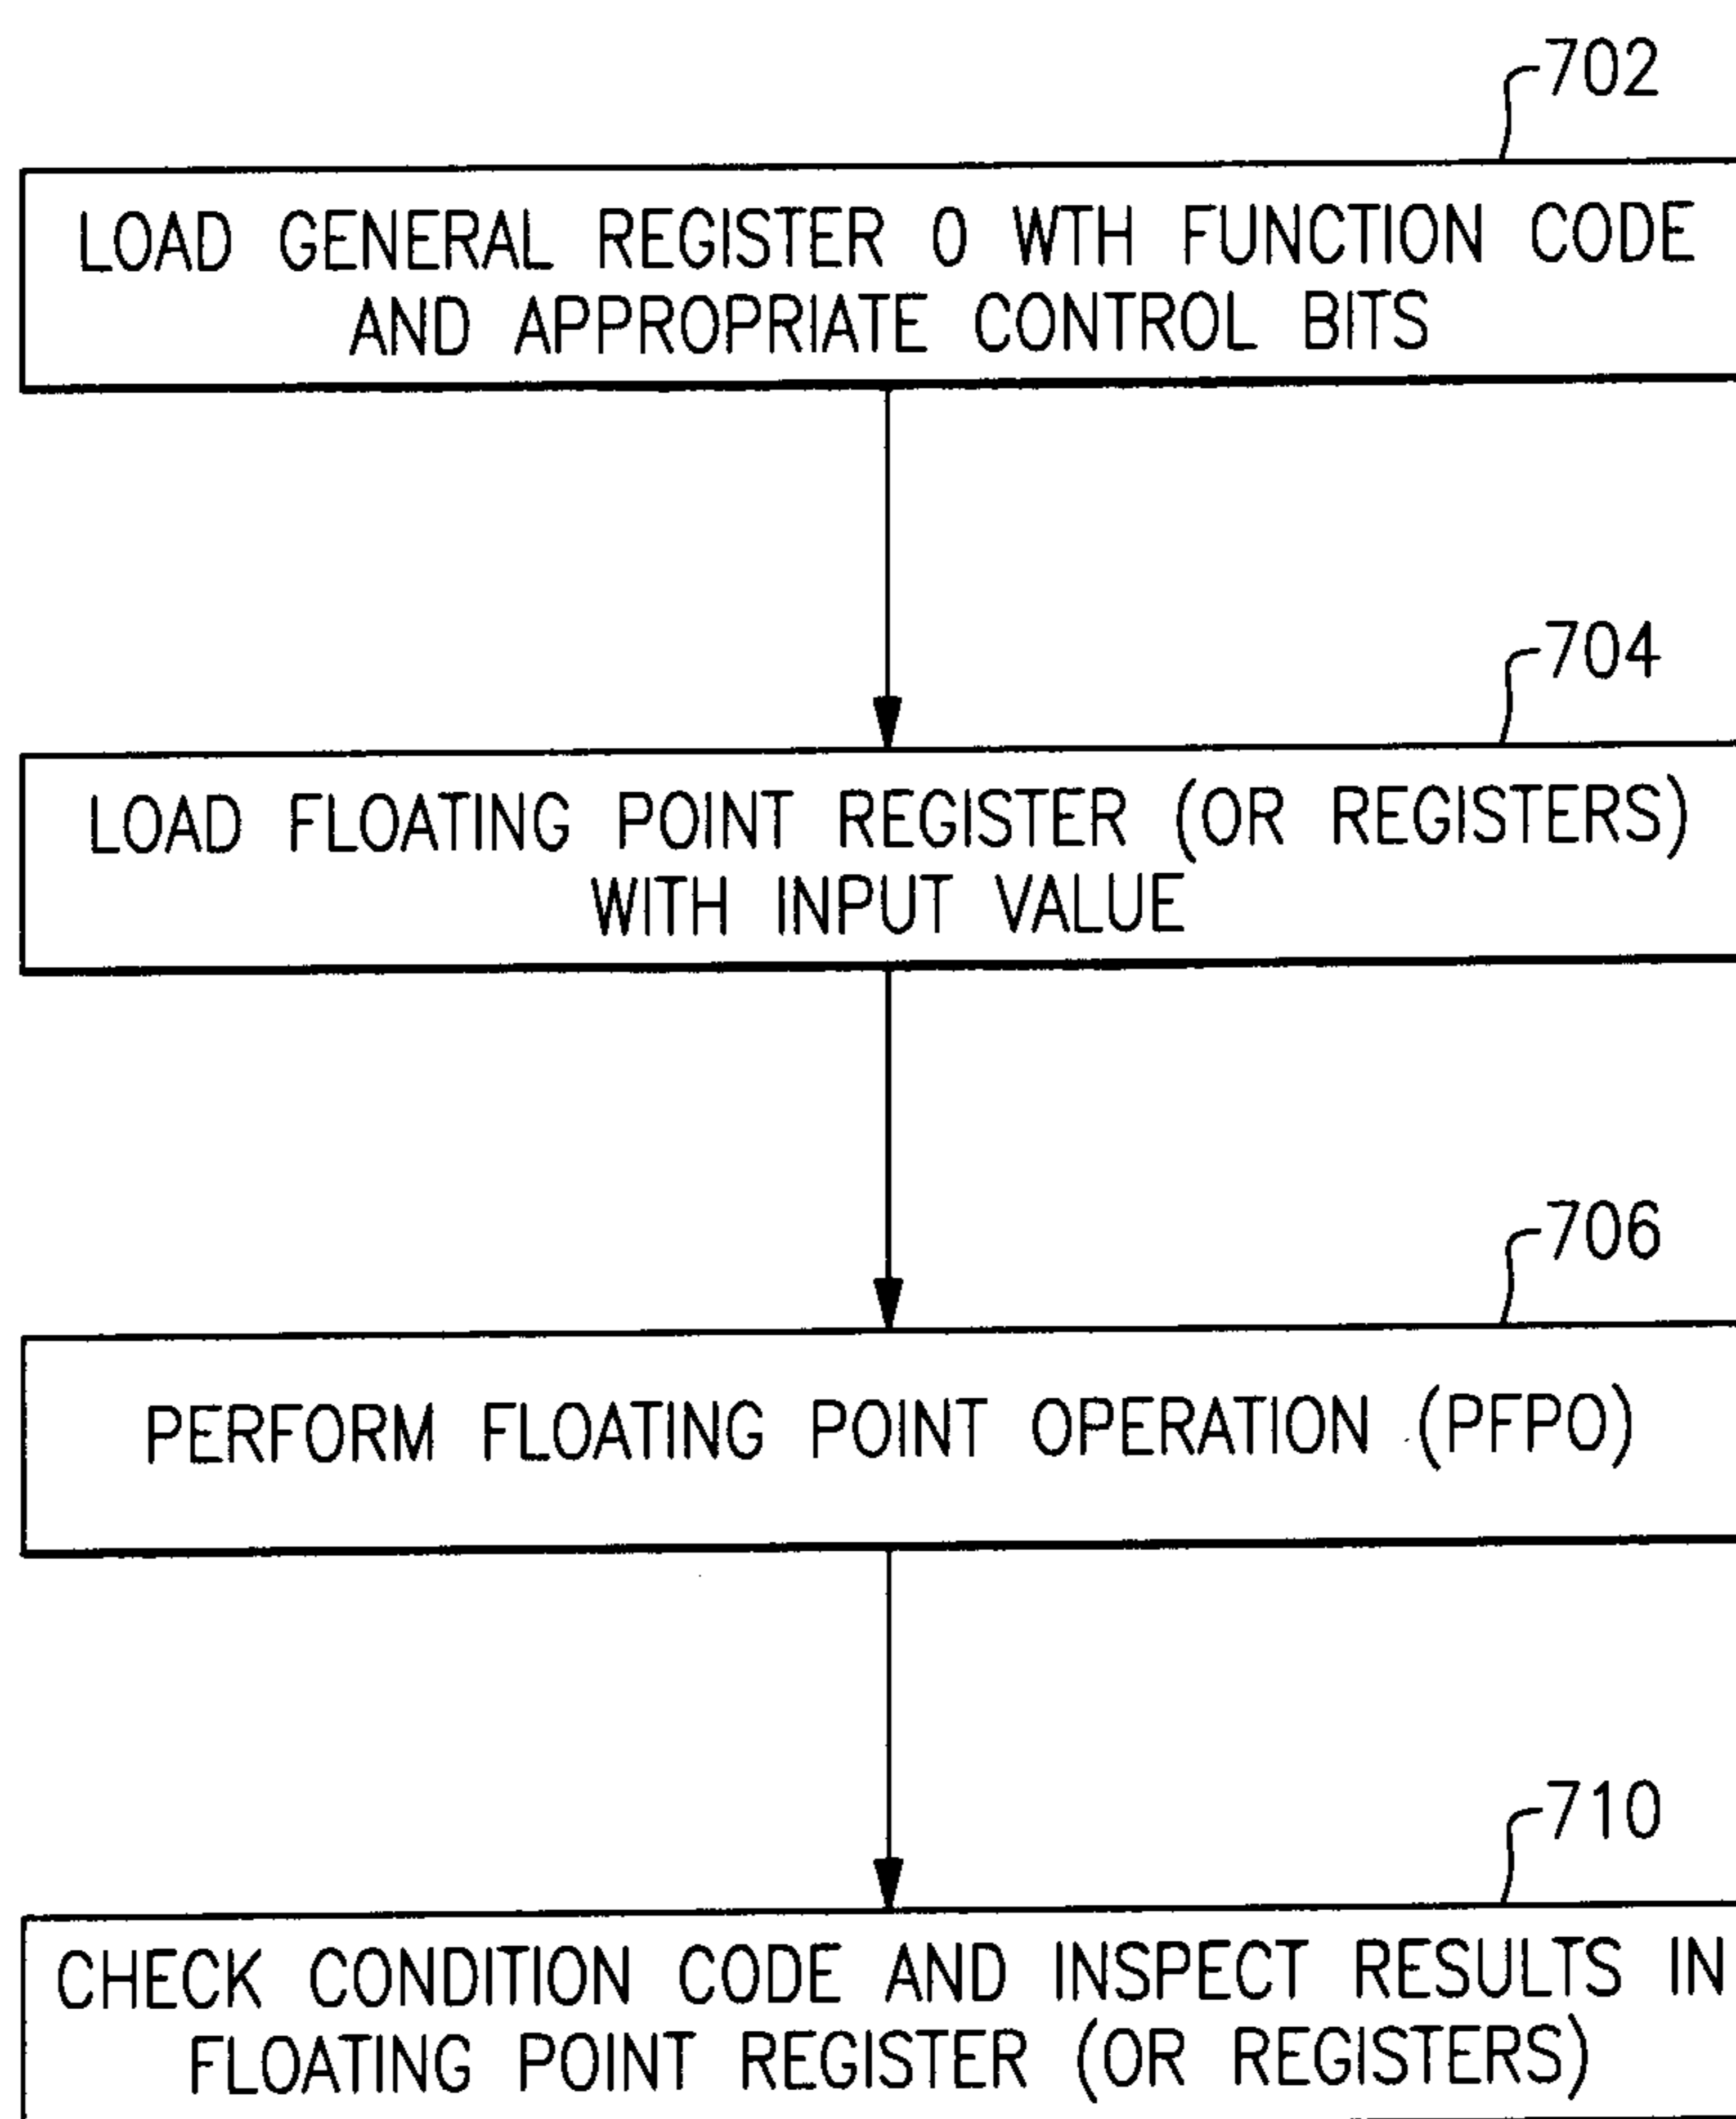 702
LOAD GENERAL REGISTER 0 WTH FUNCTION CODE
AND APPROPRIATE CONTROL BITS
704
LOAD FLOATING POINT REGISTER (OR REGISTERS)
WITH INPUT VALUE
706
PERFORM FLOATING POINT OPERATION (PFPO)
710
CHECK CONDITION CODE AND INSPECT RESULTS IN
FLOATING POINT REGISTER (OR REGISTERS)